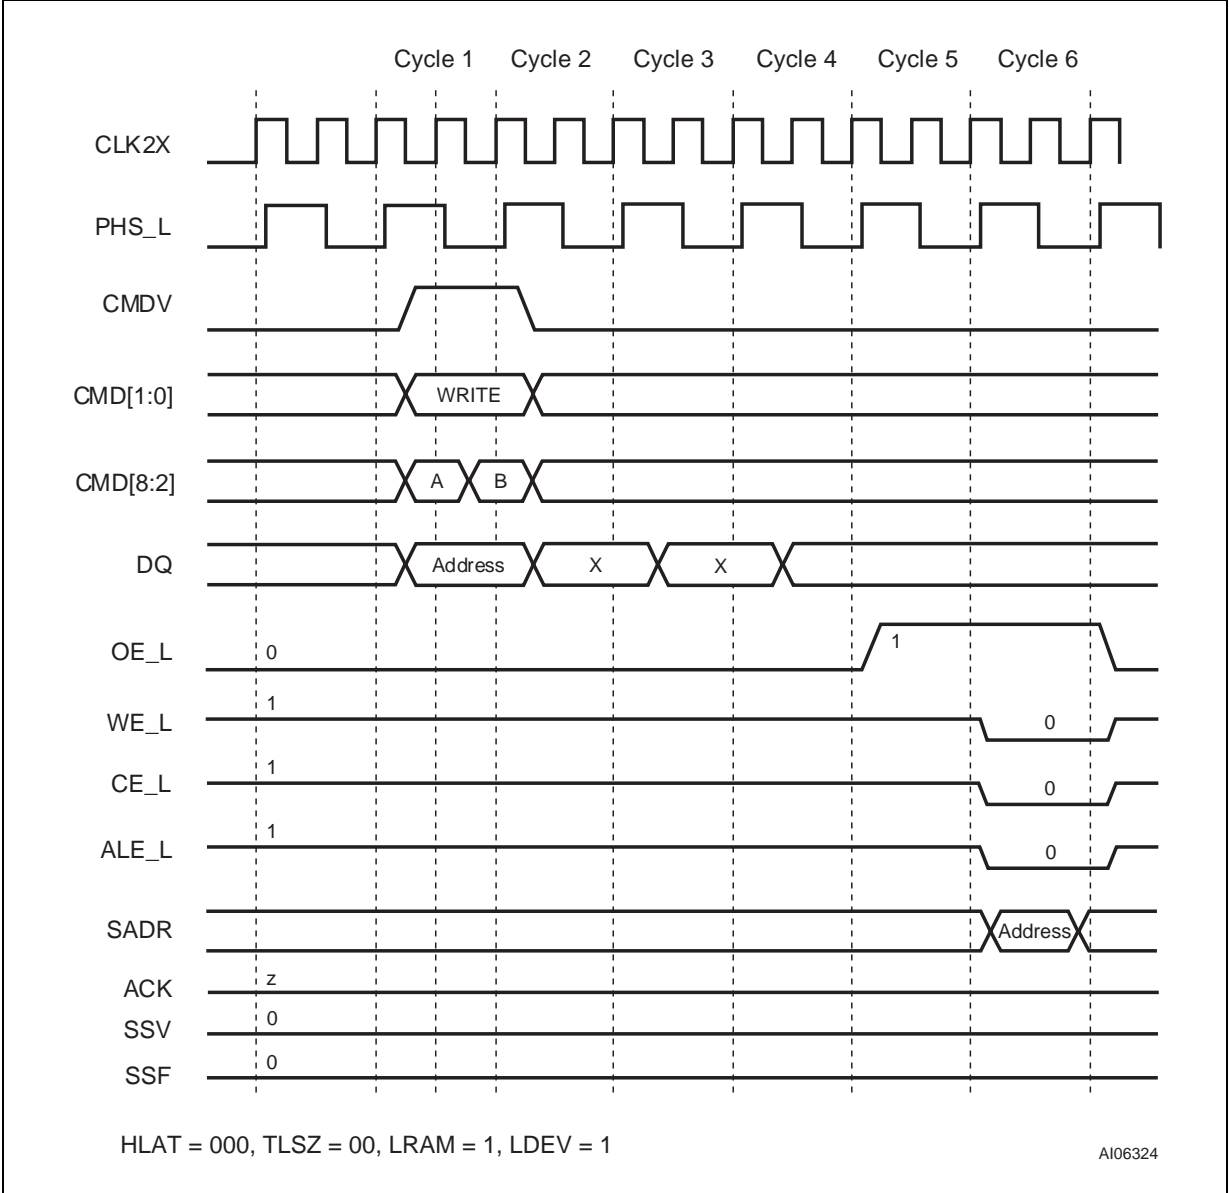 Cycle 1 Cycle 2 Cycle 3 Cycle 4 Cycle 5 Cycle 6
CLK2X
PHS_L
CMDV
CMD[1:0] WRITE
CMD[8:2] A B
DQ Address X X
OE_L 0 1
WE_L 1 0
CE_L 1 0
ALE_L 1 0
SADR Address
ACK z
SSV 0
SSF 0
HLAT = 000, TLSZ = 00, LRAM = 1, LDEV = 1
AI06324